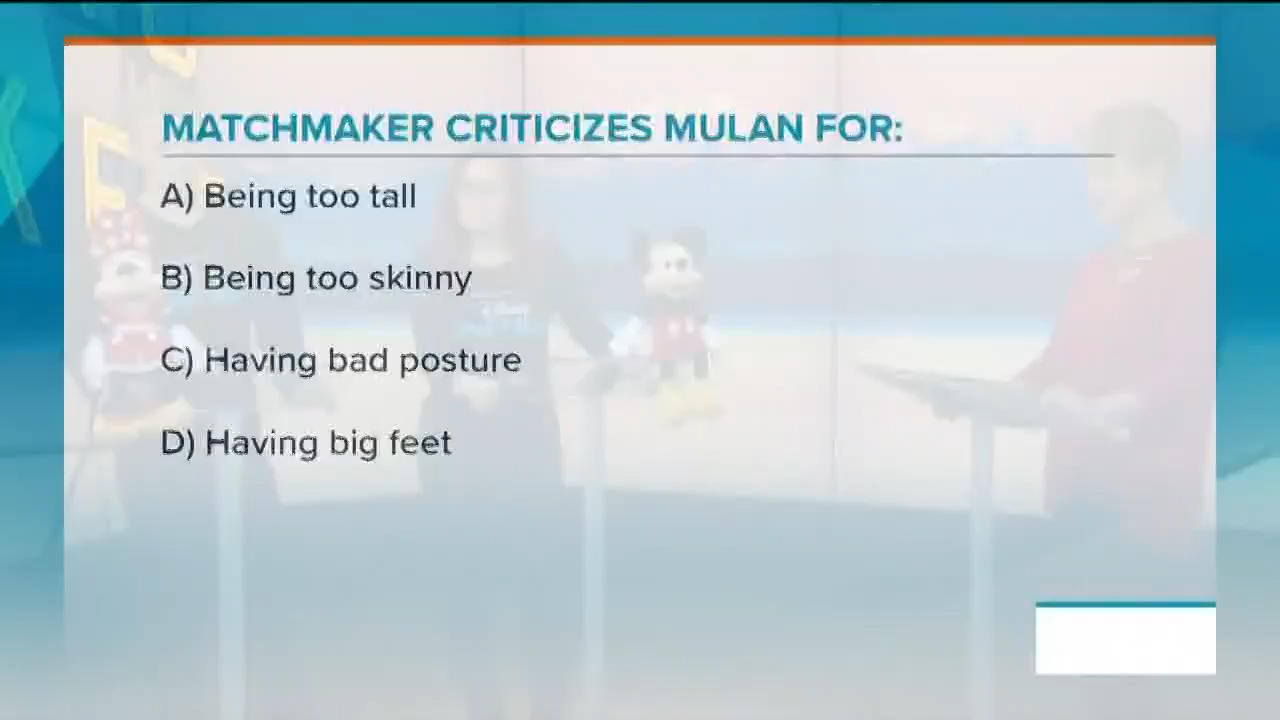 MATCHMAKER CRITICIZES MULAN FOR:
A) Being too tall
B) Being too skinny
C) Having bad posture
D) Having big feet